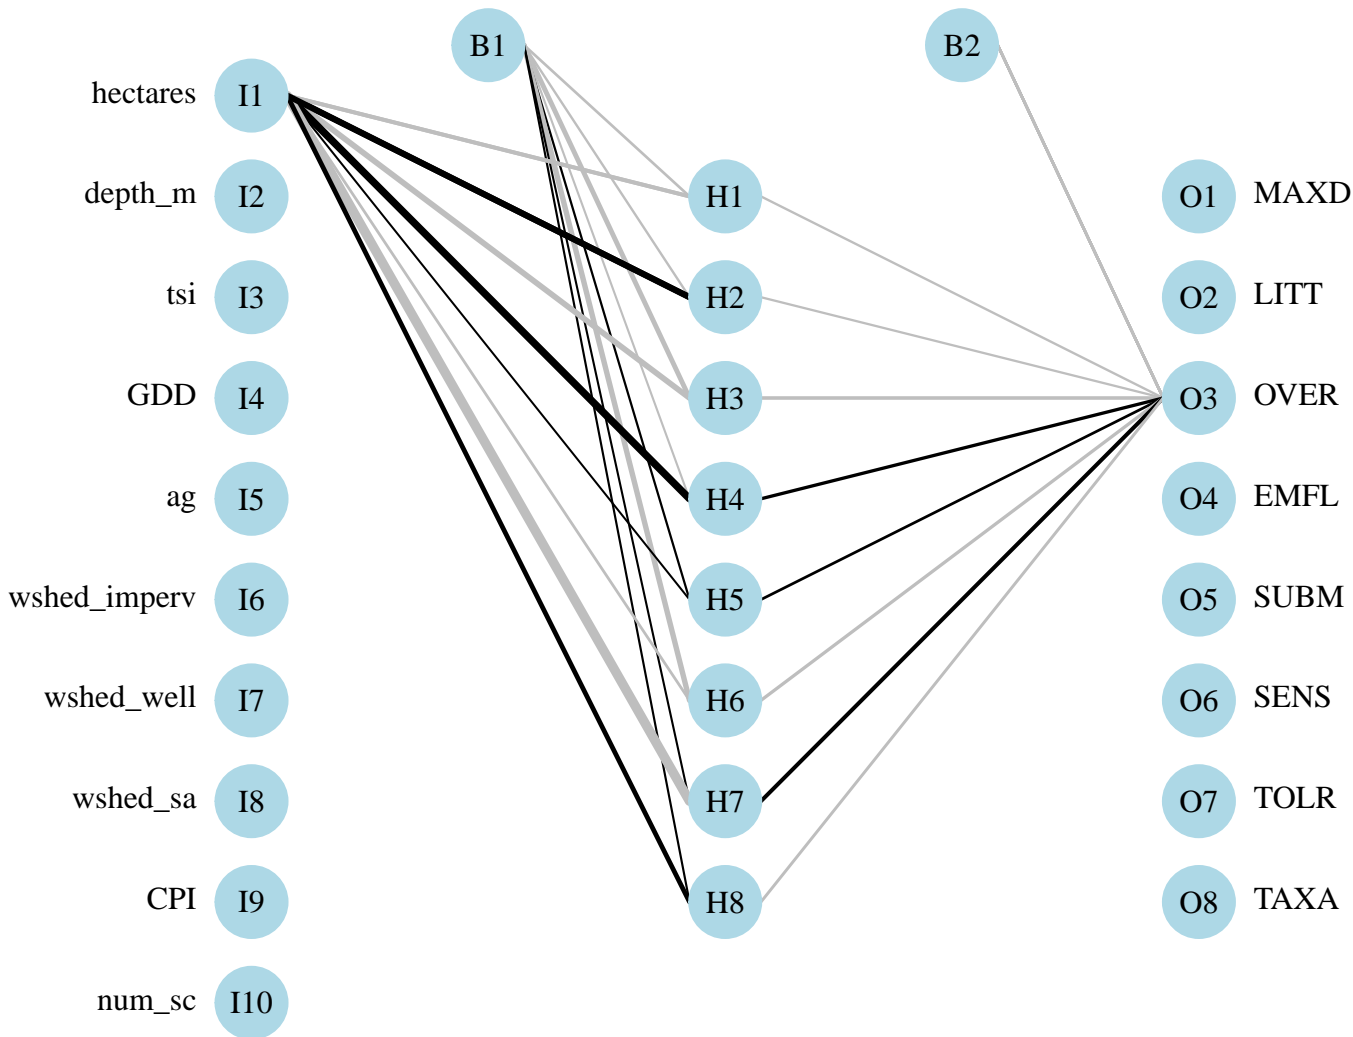 B1 B2
hectares I1
depth_m I2 H1 O1 MAXD
tsi I3 H2 O2 LITT
GDD I4 H3 O3 OVER
ag I5 H4 O4 EMFL
wshed_imperv I6 H5 O5 SUBM
wshed_well I7 H6 O6 SENS
wshed_sa I8 H7 O7 TOLR
CPI I9 H8 O8 TAXA
num_sc I10